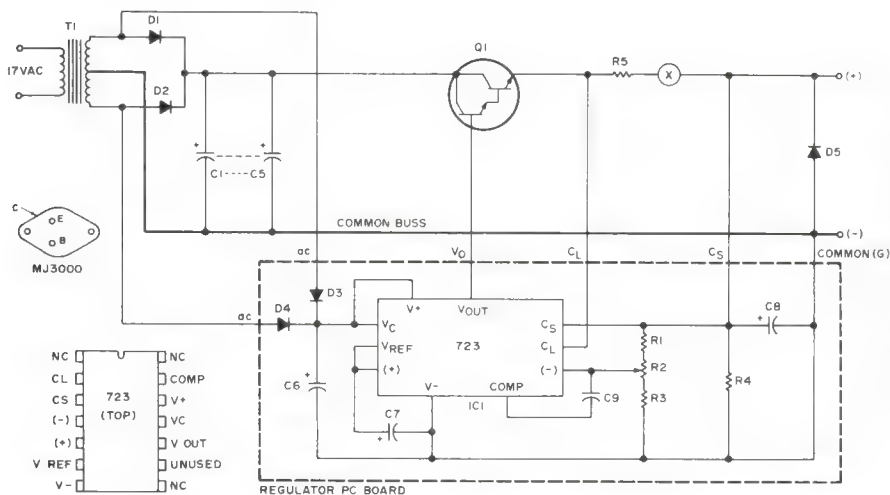 T1
D1
Q1
R5
X
(+)
17VAC
D2
+
+
C1 ---- C5
D5
C
E
B
MJ3000
COMMON BUSS
(-)
ac
VO
CL
CS
COMMON (G)
D3
ac
D4
V+
VOUT
C8
+
VC
CS
VREF
723
CL
R1
(+)
(-)
R2
R4
+
C6
V-
COMP
C9
R3
IC1
C7
+
NC
NC
CL
COMP
CS
723
V+
(-)
(TOP)
VC
(+)
V OUT
V REF
UNUSED
V-
NC
REGULATOR PC BOARD